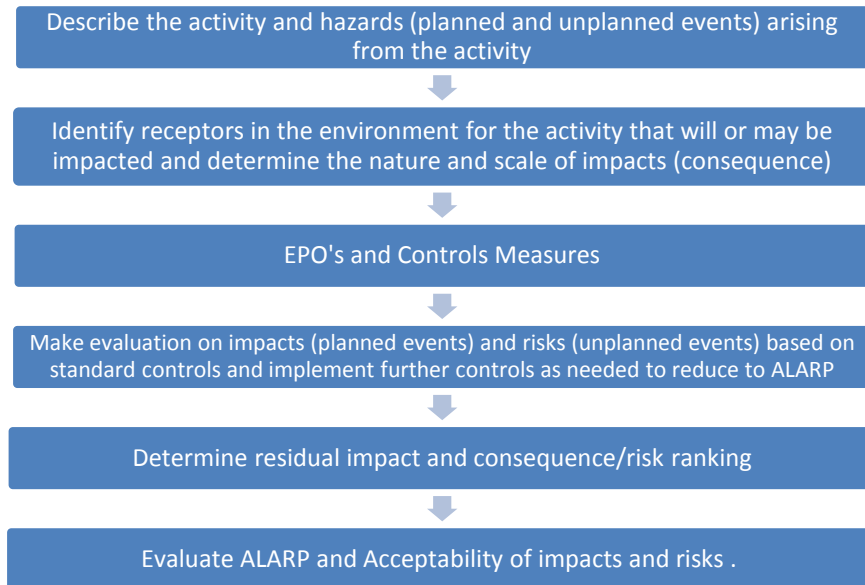 Describe the activity and hazards (planned and unplanned events) arising
from the activity
Identify receptors in the environment for the activity that will or may be
impacted and determine the nature and scale of impacts (consequence)
EPO's and Controls Measures
Make evaluation on impacts (planned events) and risks (unplanned events) based on
standard controls and implement further controls as needed to reduce to ALARP
Determine residual impact and consequence/risk ranking
Evaluate ALARP and Acceptability of impacts and risks .